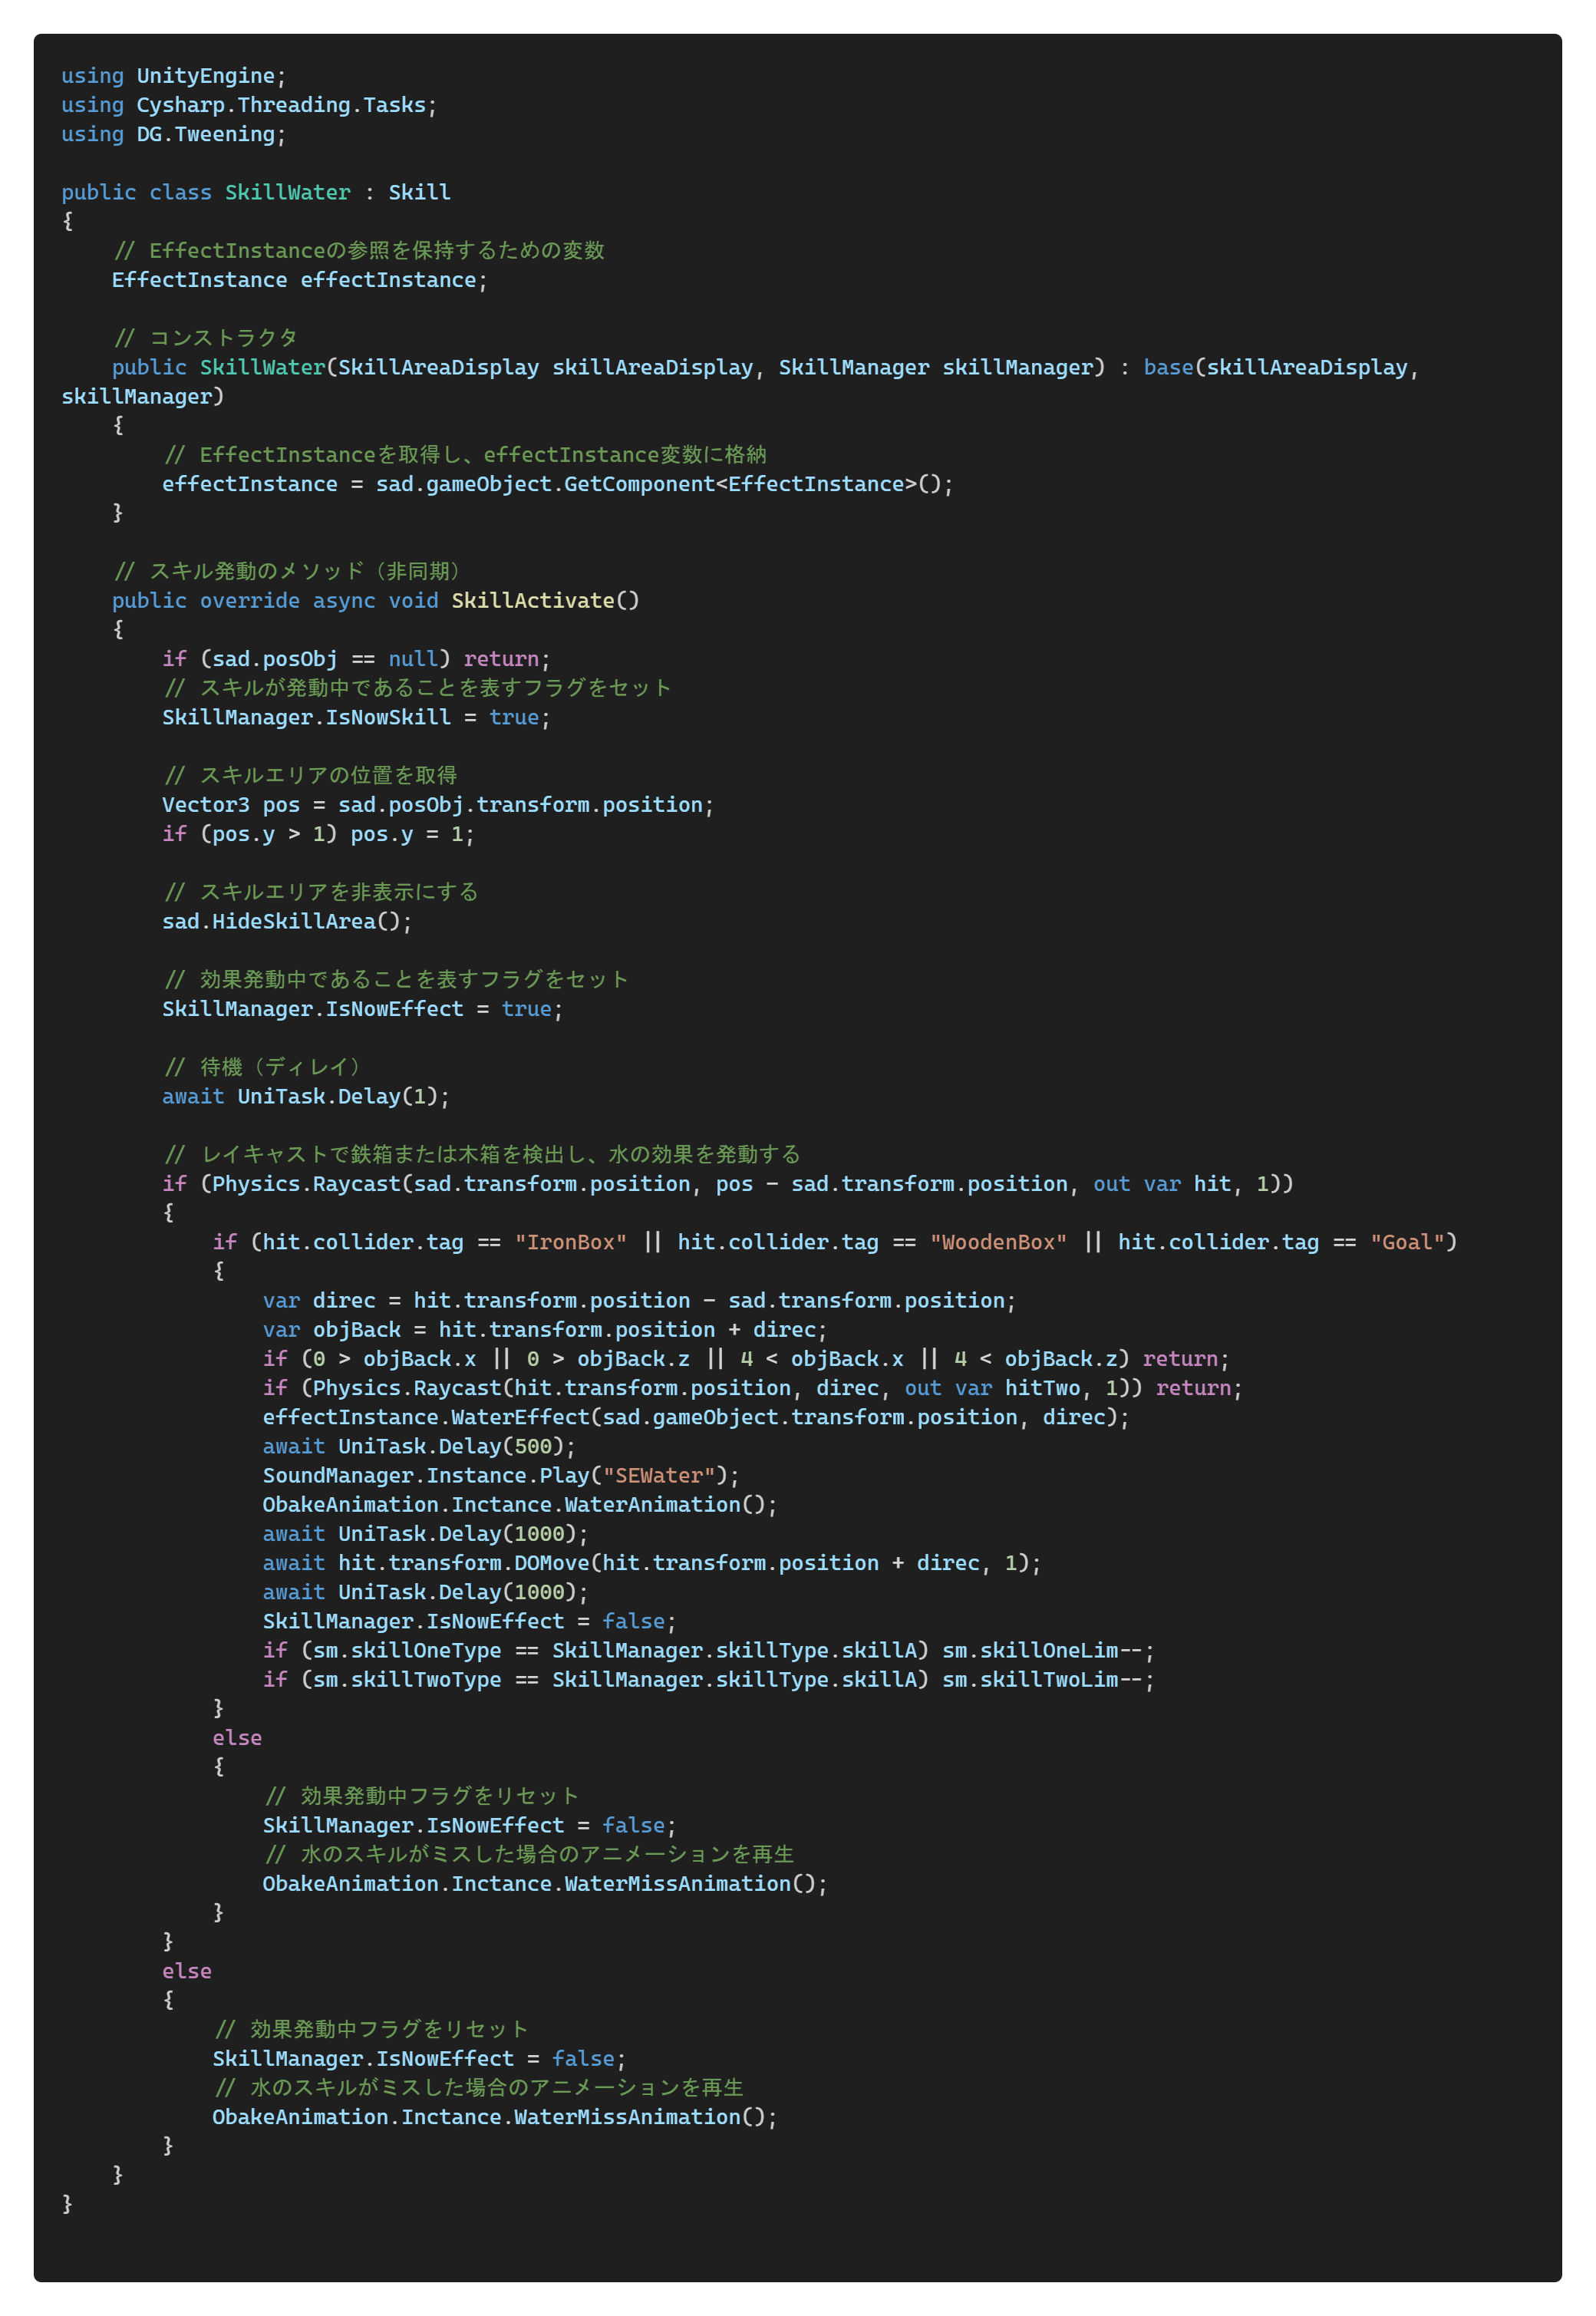 using UnityEngine;
using Cysharp.Threading.Tasks;
using DG.Tweening;

public class SkillWater : Skill
{
    // EffectInstanceの参照を保持するための変数
    EffectInstance effectInstance;

    // コンストラクタ
    public SkillWater(SkillAreaDisplay skillAreaDisplay, SkillManager skillManager) : base(skillAreaDisplay,
skillManager)
    {
        // EffectInstanceを取得し、effectInstance変数に格納
        effectInstance = sad.gameObject.GetComponent<EffectInstance>();
    }

    // スキル発動のメソッド（非同期）
    public override async void SkillActivate()
    {
        if (sad.posObj == null) return;
        // スキルが発動中であることを表すフラグをセット
        SkillManager.IsNowSkill = true;

        // スキルエリアの位置を取得
        Vector3 pos = sad.posObj.transform.position;
        if (pos.y > 1) pos.y = 1;

        // スキルエリアを非表示にする
        sad.HideSkillArea();

        // 効果発動中であることを表すフラグをセット
        SkillManager.IsNowEffect = true;

        // 待機（ディレイ）
        await UniTask.Delay(1);

        // レイキャストで鉄箱または木箱を検出し、水の効果を発動する
        if (Physics.Raycast(sad.transform.position, pos - sad.transform.position, out var hit, 1))
        {
            if (hit.collider.tag == "IronBox" || hit.collider.tag == "WoodenBox" || hit.collider.tag == "Goal")
            {
                var direc = hit.transform.position - sad.transform.position;
                var objBack = hit.transform.position + direc;
                if (0 > objBack.x || 0 > objBack.z || 4 < objBack.x || 4 < objBack.z) return;
                if (Physics.Raycast(hit.transform.position, direc, out var hitTwo, 1)) return;
                effectInstance.WaterEffect(sad.gameObject.transform.position, direc);
                await UniTask.Delay(500);
                SoundManager.Instance.Play("SEWater");
                ObakeAnimation.Inctance.WaterAnimation();
                await UniTask.Delay(1000);
                await hit.transform.DOMove(hit.transform.position + direc, 1);
                await UniTask.Delay(1000);
                SkillManager.IsNowEffect = false;
                if (sm.skillOneType == SkillManager.skillType.skillA) sm.skillOneLim--;
                if (sm.skillTwoType == SkillManager.skillType.skillA) sm.skillTwoLim--;
            }
            else
            {
                // 効果発動中フラグをリセット
                SkillManager.IsNowEffect = false;
                // 水のスキルがミスした場合のアニメーションを再生
                ObakeAnimation.Inctance.WaterMissAnimation();
            }
        }
        else
        {
            // 効果発動中フラグをリセット
            SkillManager.IsNowEffect = false;
            // 水のスキルがミスした場合のアニメーションを再生
            ObakeAnimation.Inctance.WaterMissAnimation();
        }
    }
}